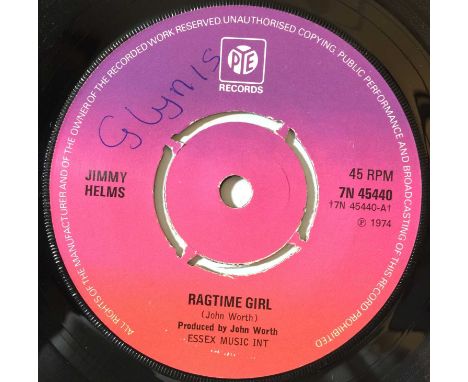 ALL RIGHTS OF THE MANUFACTURER AND OF THE OWNER OF THE RECORDED WORK RESERVED UNAUTHORISED COPYING PUBLIC PERFORMANCE AND BROADCASTING OF THIS RECORD PROHIBITED
Glynis
PYE
RECORDS
JIMMY
HELMS
45 RPM
7N 45440
†7N 45440-A†
℗ 1974
RAGTIME GIRL
(John Worth)
Produced by John Worth
ESSEX MUSIC INT